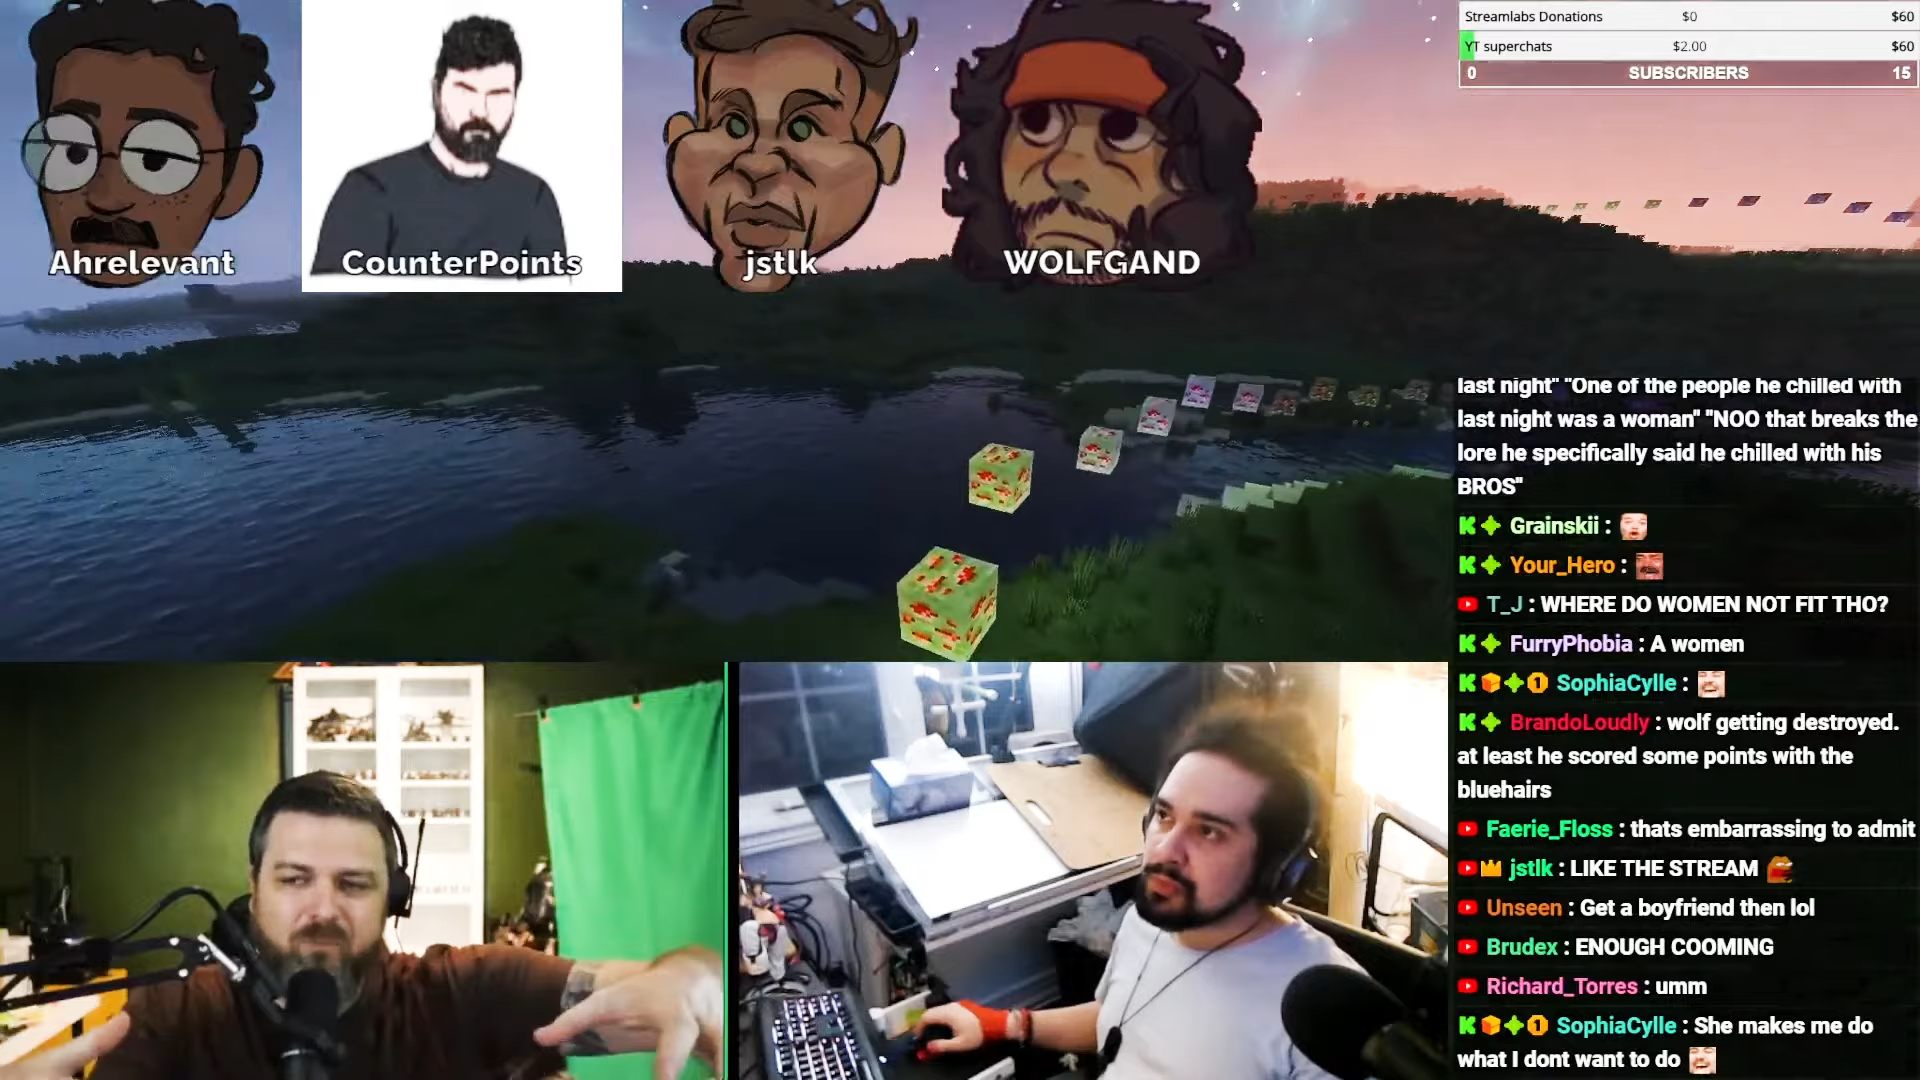 Ahrelevant
CounterPoints
jstlk
WOLFGAND
Streamlabs Donations $0 $60
YT superchats $2.00 $60
0 SUBSCRIBERS 15
last night" "One of the people he chilled with
last night was a woman" "NOO that breaks the
lore he specifically said he chilled with his
BROS"
Grainskii :
Your_Hero :
T_J : WHERE DO WOMEN NOT FIT THO?
FurryPhobia : A women
SophiaCylle :
BrandoLoudly : wolf getting destroyed.
at least he scored some points with the
bluehairs
Faerie_Floss : thats embarrassing to admit
jstlk : LIKE THE STREAM
Unseen : Get a boyfriend then lol
Brudex : ENOUGH COOMING
Richard_Torres : umm
SophiaCylle : She makes me do
what I dont want to do